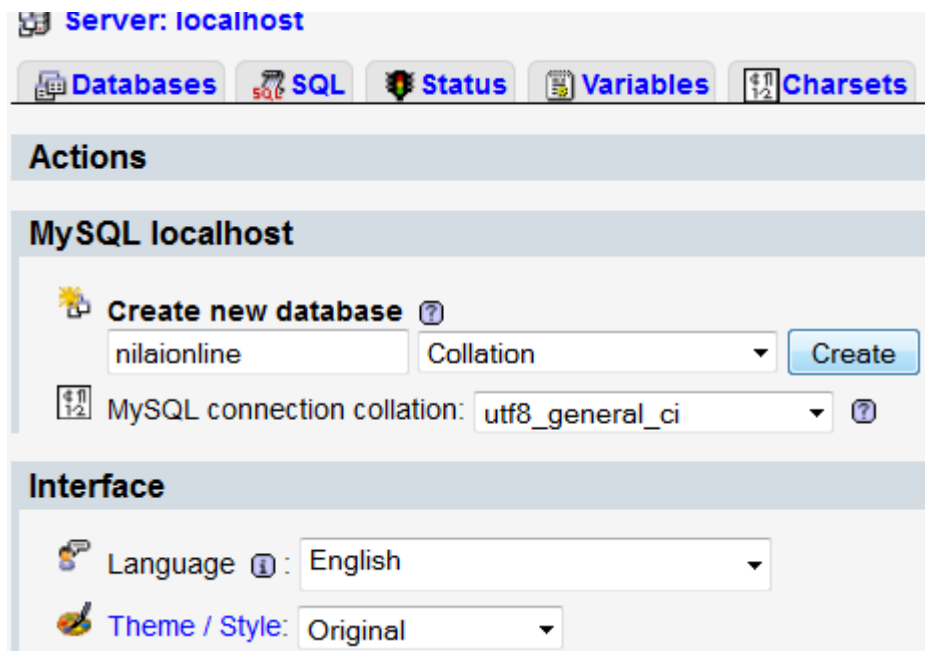 Server: localhost
Databases SQL Status Variables Charsets
Actions
MySQL localhost
Create new database
nilaionline Collation Create
MySQL connection collation: utf8_general_ci
Interface
Language : English
Theme / Style: Original